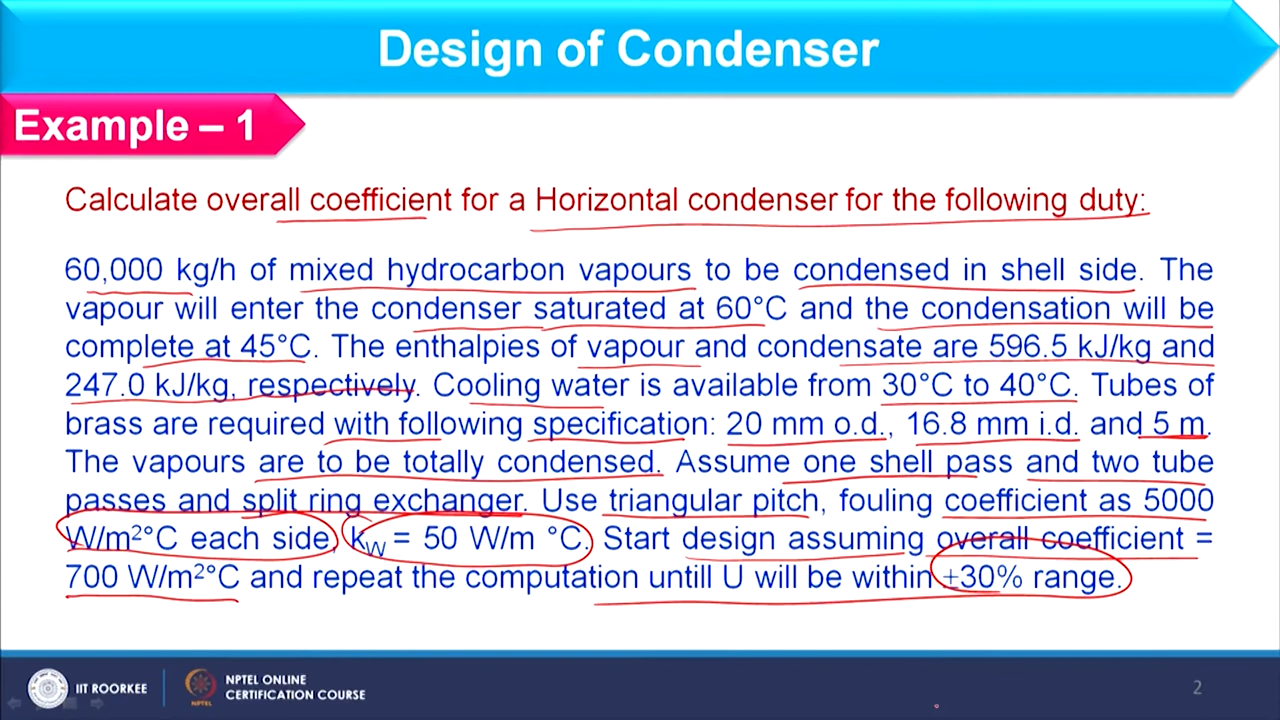 Design of Condenser
Example – 1
Calculate overall coefficient for a Horizontal condenser for the following duty:
60,000 kg/h of mixed hydrocarbon vapours to be condensed in shell side. The
vapour will enter the condenser saturated at 60°C and the condensation will be
complete at 45°C. The enthalpies of vapour and condensate are 596.5 kJ/kg and
247.0 kJ/kg, respectively. Cooling water is available from 30°C to 40°C. Tubes of
brass are required with following specification: 20 mm o.d., 16.8 mm i.d. and 5 m.
The vapours are to be totally condensed. Assume one shell pass and two tube
passes and split ring exchanger. Use triangular pitch, fouling coefficient as 5000
W/m²°C each side, kW = 50 W/m °C. Start design assuming overall coefficient =
700 W/m²°C and repeat the computation untill U will be within +30% range.
IIT ROORKEE
NPTEL ONLINE
CERTIFICATION COURSE
NPTEL
2